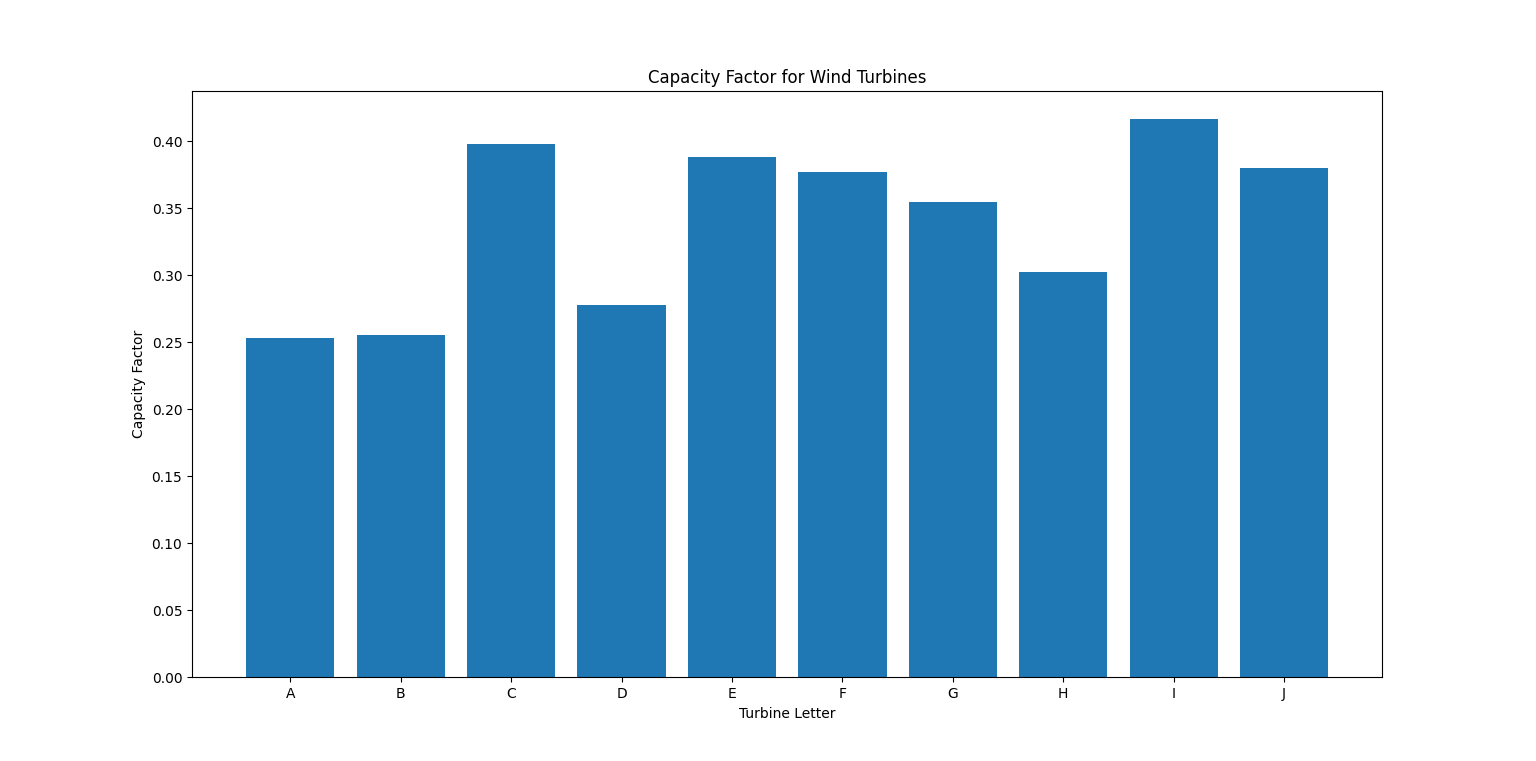 Capacity Factor for Wind Turbines
0.40
0.35
0.30
0.25
0.20
0.15
0.10
0.05
0.00
Capacity Factor
A B C D E F G H I J
Turbine Letter